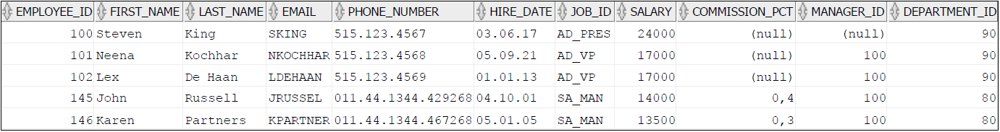 EMPLOYEE_ID FIRST_NAME LAST_NAME EMAIL PHONE_NUMBER HIRE_DATE JOB_ID SALARY COMMISSION_PCT MANAGER_ID DEPARTMENT_ID
100 Steven King SKING 515.123.4567 03.06.17 AD_PRES 24000 (null) (null) 90
101 Neena Kochhar NKOCHHAR 515.123.4568 05.09.21 AD_VP 17000 (null) 100 90
102 Lex De Haan LDEHAAN 515.123.4569 01.01.13 AD_VP 17000 (null) 100 90
145 John Russell JRUSSEL 011.44.1344.429268 04.10.01 SA_MAN 14000 0,4 100 80
146 Karen Partners KPARTNER 011.44.1344.467268 05.01.05 SA_MAN 13500 0,3 100 80